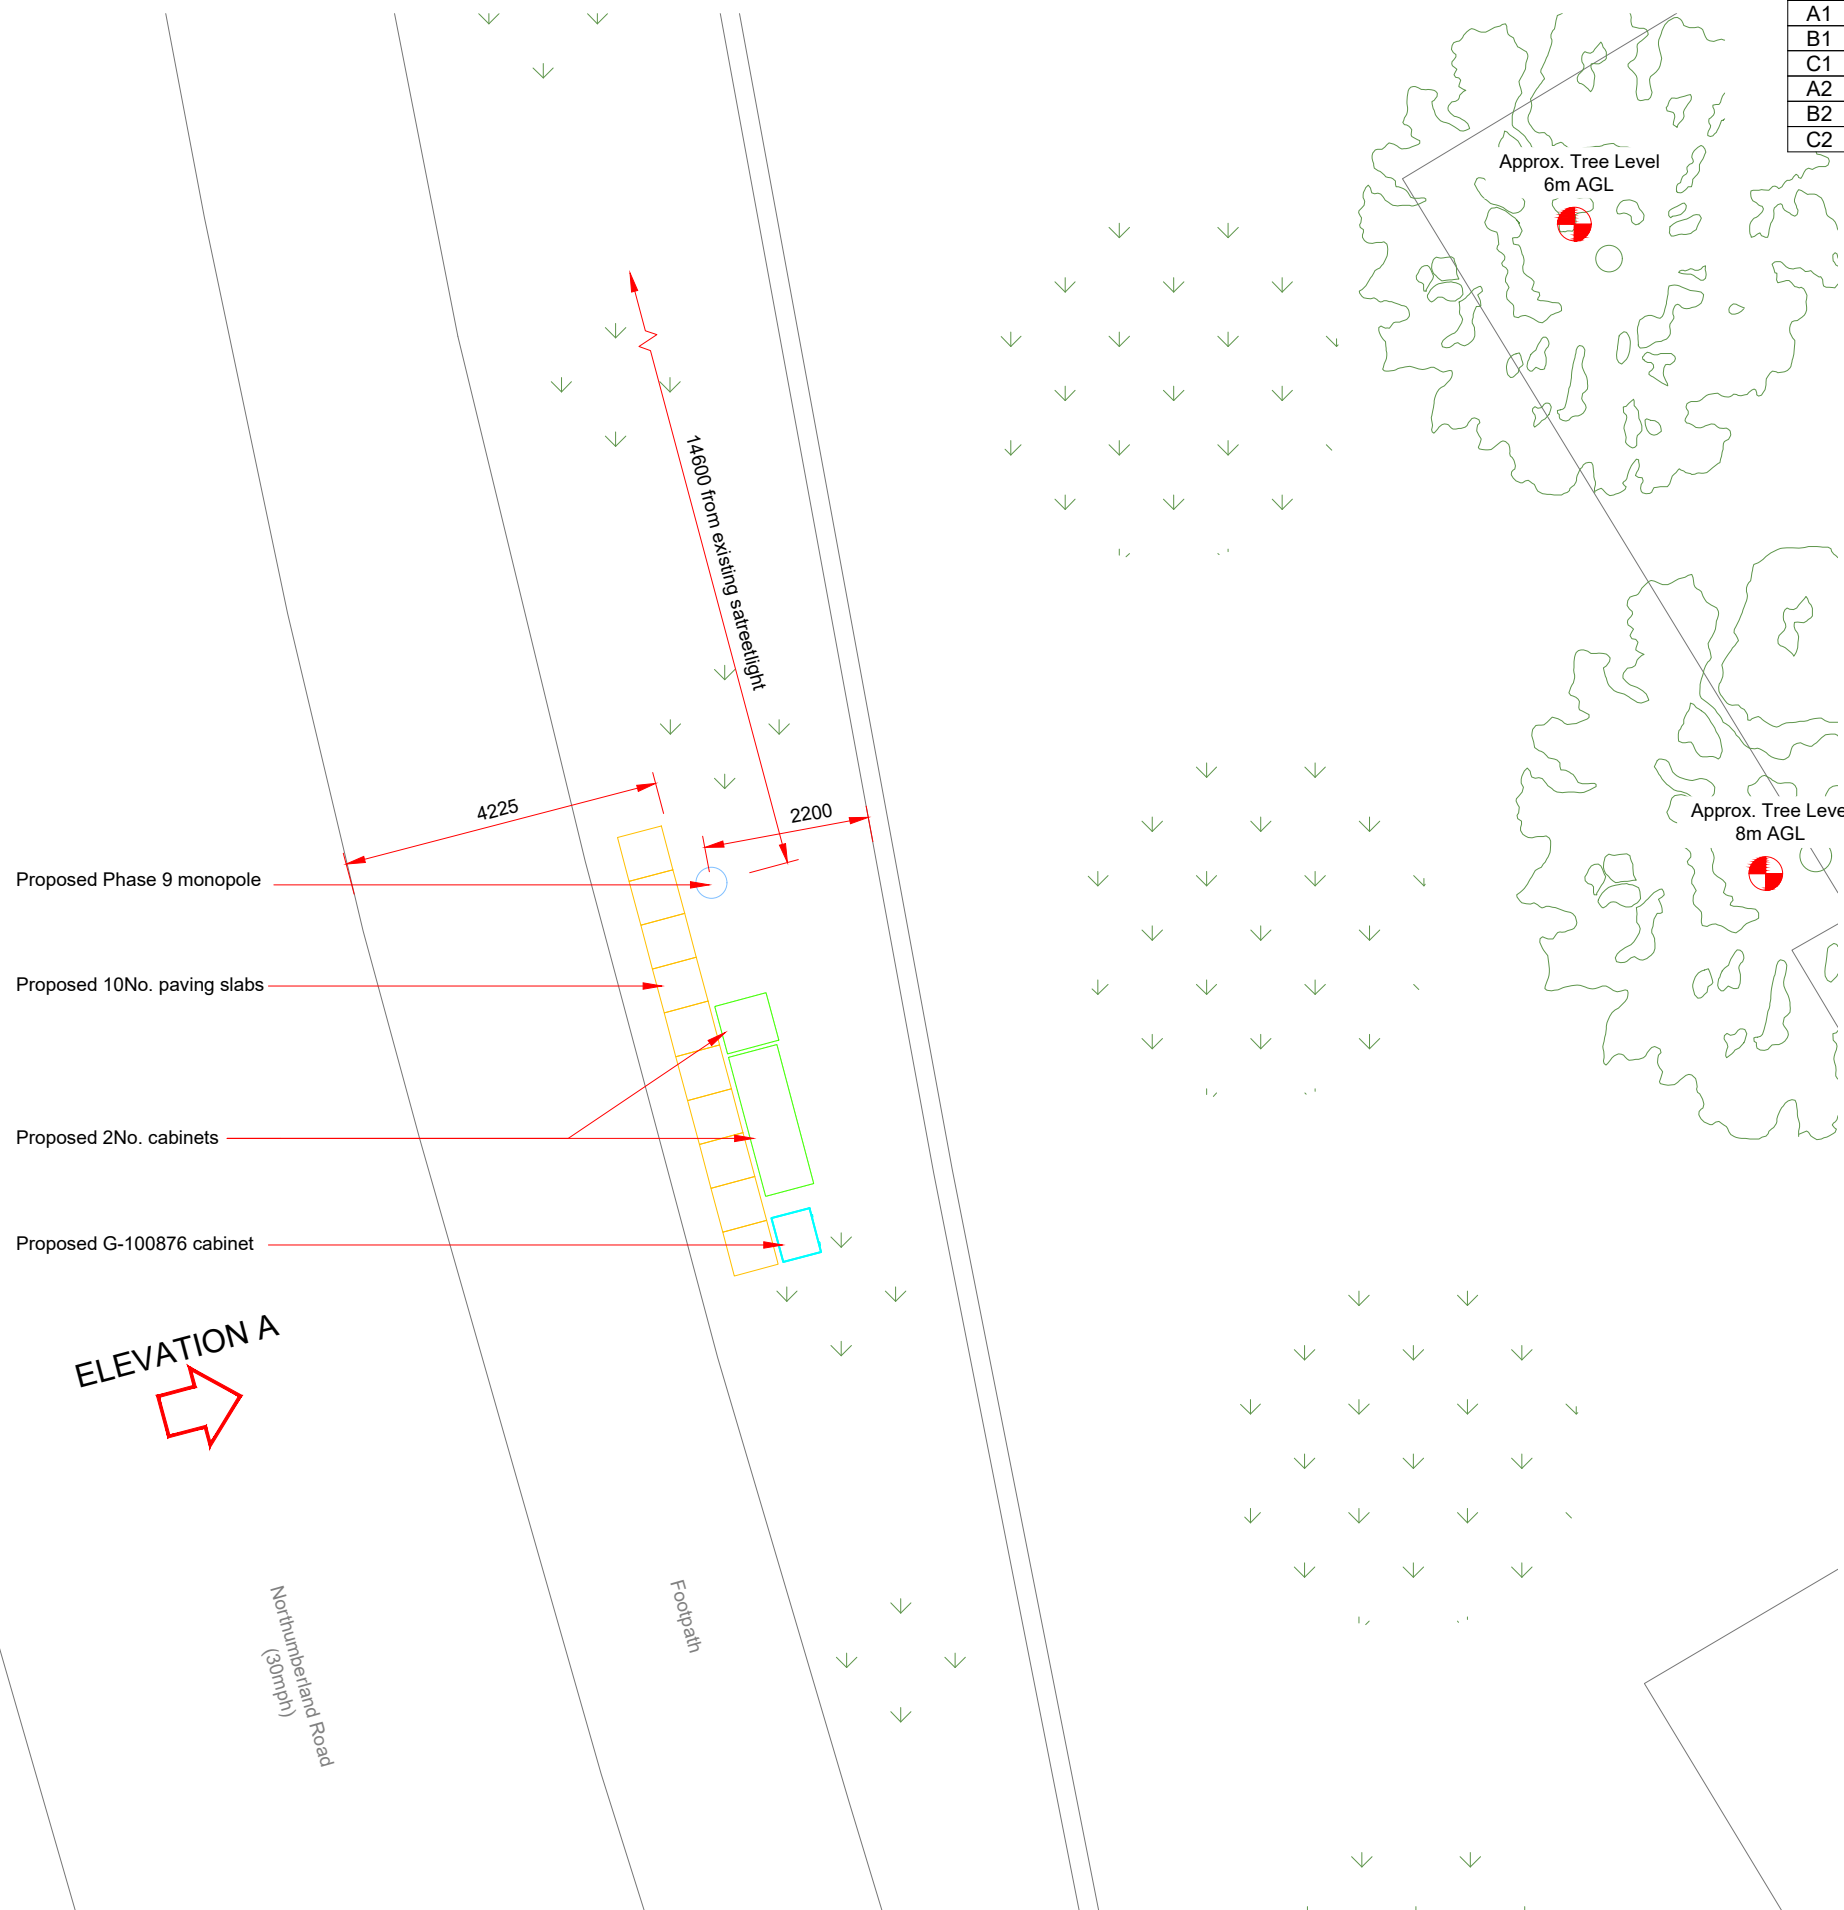 A1
B1
C1
A2
B2
C2
Approx. Tree Level
6m AGL
14600 from existing satreetlight
4225
2200
Approx. Tree Leve
8m AGL
Proposed Phase 9 monopole
Proposed 10No. paving slabs
Proposed 2No. cabinets
Proposed G-100876 cabinet
ELEVATION A
Northumberland Road
(30mph)
Footpath